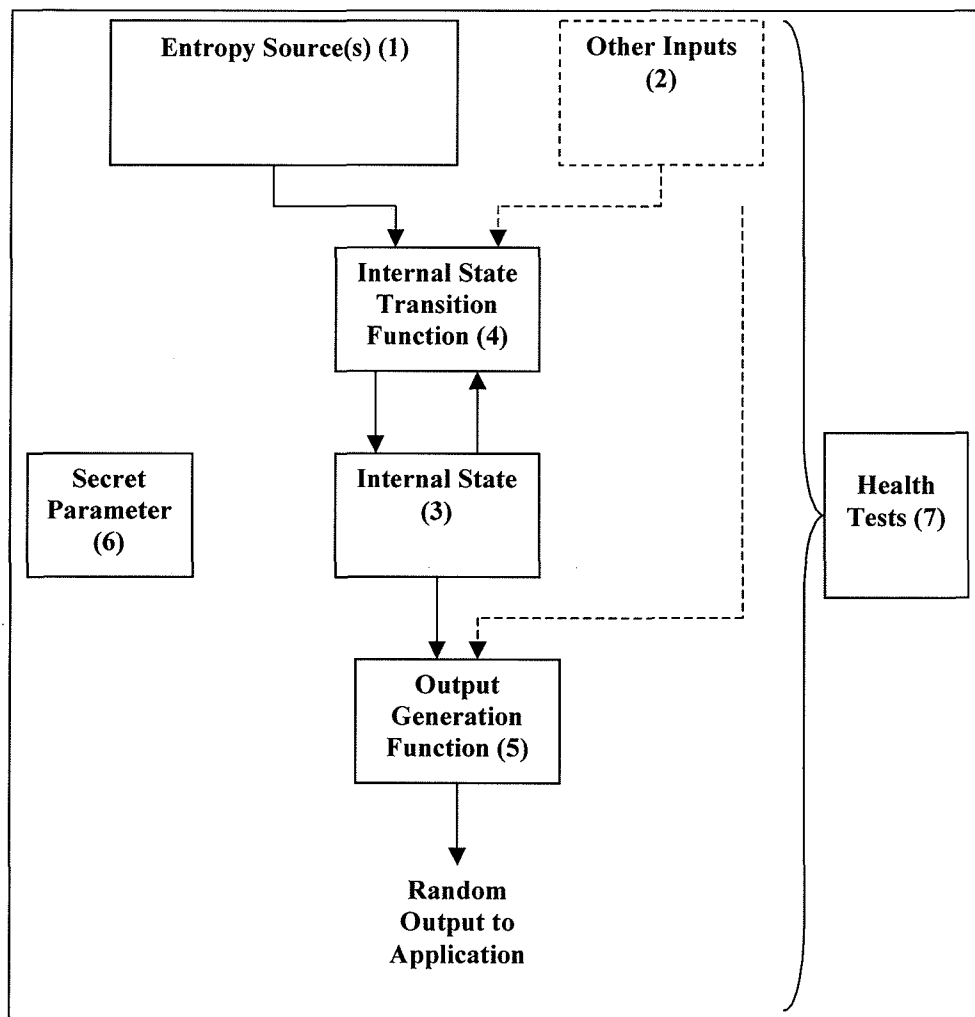 Entropy Source(s) (1)
Other Inputs
(2)
Internal State
Transition
Function (4)
Secret
Parameter
(6)
Internal State
(3)
Health
Tests (7)
Output
Generation
Function (5)
Random
Output to
Application